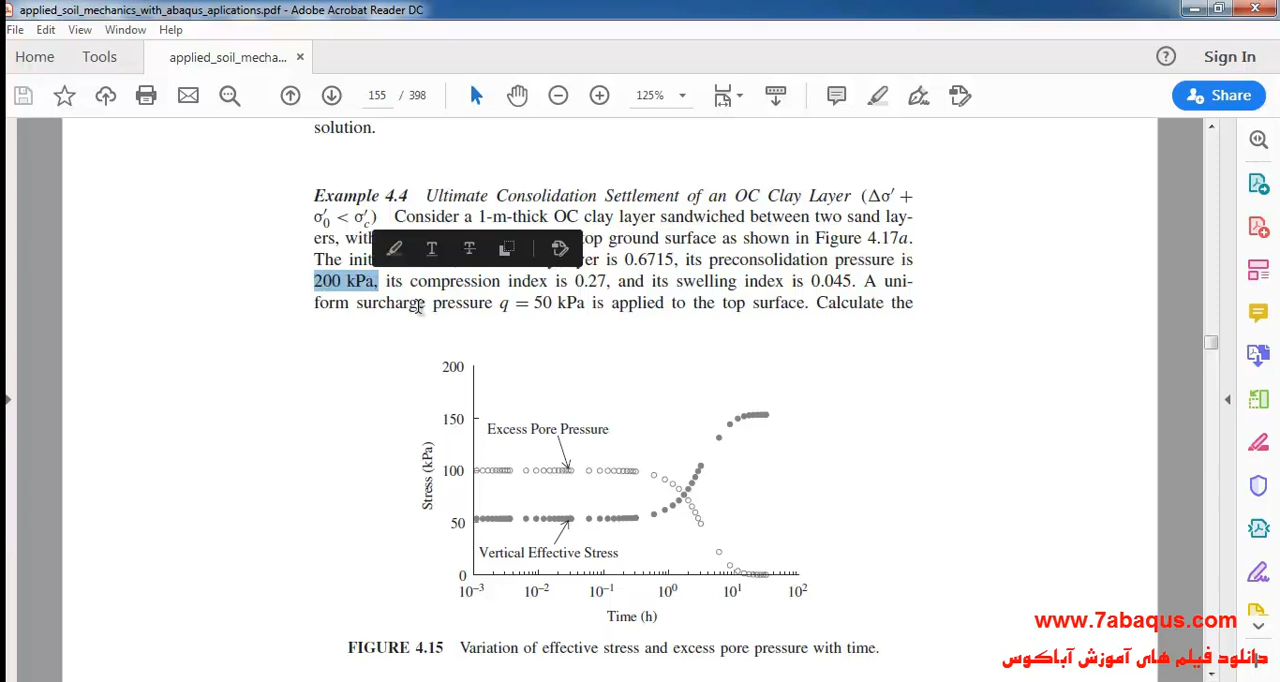 applied_soil_mechanics_with_abaqus_aplications.pdf - Adobe Acrobat Reader DC
File Edit View Window Help
Home Tools applied_soil_mecha... × ? Sign In
155 / 398 125% Share
solution.
Example 4.4 Ultimate Consolidation Settlement of an OC Clay Layer (Δσ′ +
σ′0 < σ′c) Consider a 1-m-thick OC clay layer sandwiched between two sand lay-
ers, with top ground surface as shown in Figure 4.17a.
The er is 0.6715, its preconsolidation pressure is
200 kPa, its compression index is 0.27, and its swelling index is 0.045. A uni-
form surcharge pressure q = 50 kPa is applied to the top surface. Calculate the
200
150
100
50
0
Stress (kPa)
Excess Pore Pressure
Vertical Effective Stress
10⁻³ 10⁻² 10⁻¹ 10⁰ 10¹ 10²
Time (h)
FIGURE 4.15 Variation of effective stress and excess pore pressure with time.
www.7abaqus.com
دانلود فیلم های آموزش آباکوس